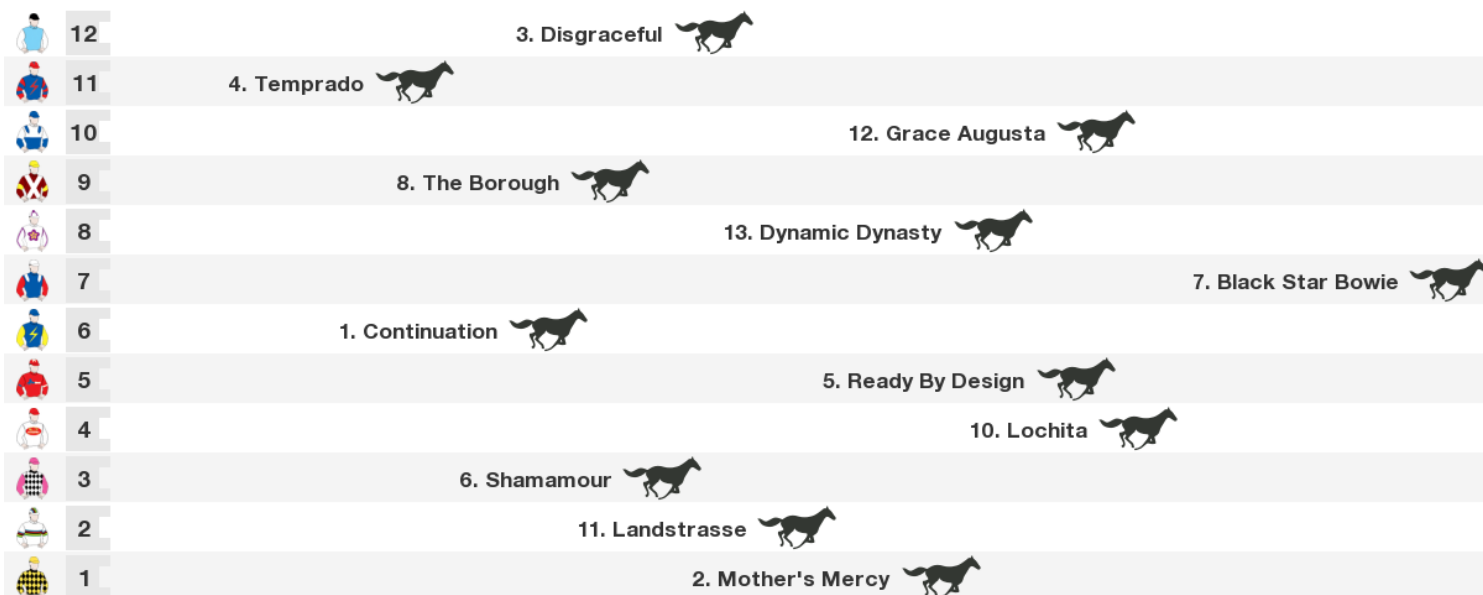 12 3. Disgraceful
11 4. Temprado
10 12. Grace Augusta
9 8. The Borough
8 13. Dynamic Dynasty
7 7. Black Star Bowie
6 1. Continuation
5 5. Ready By Design
4 10. Lochita
3 6. Shamamour
2 11. Landstrasse
1 2. Mother's Mercy